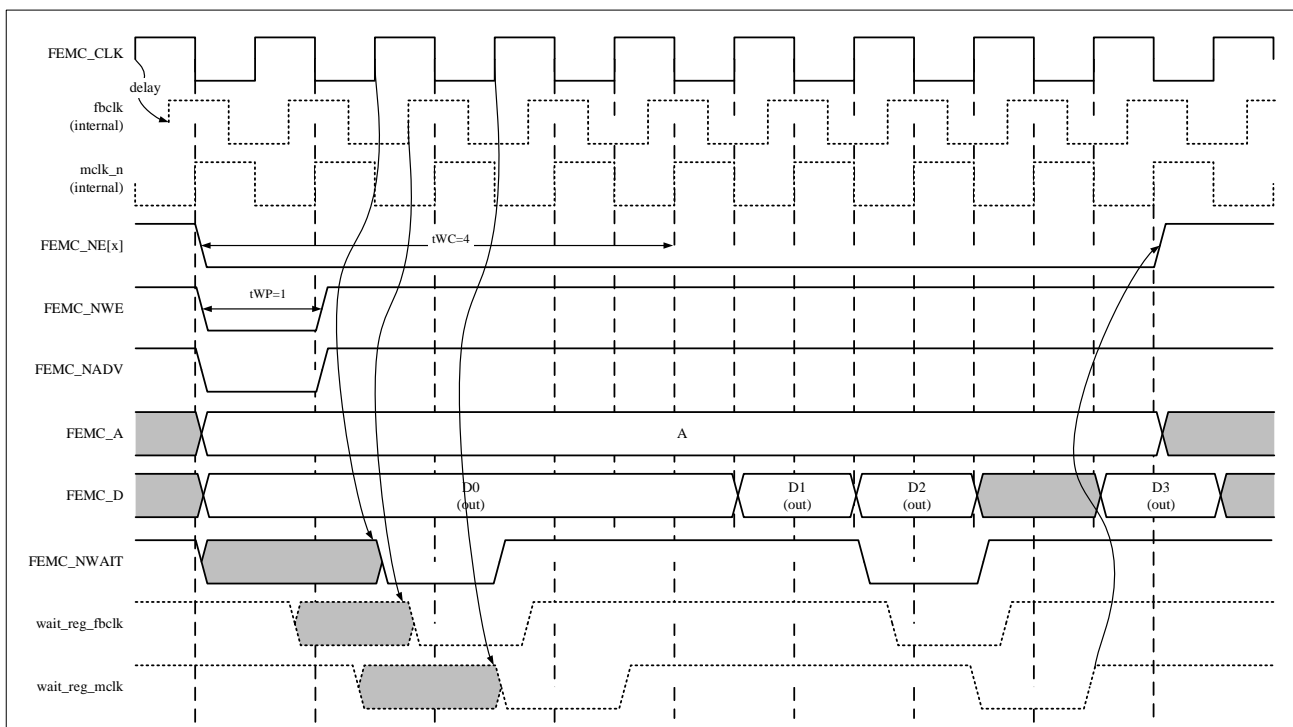 FEMC_CLK
delay
fbclk
(internal)
mclk_n
(internal)
FEMC_NE[x]
tWC=4
FEMC_NWE
tWP=1
FEMC_NADV
FEMC_A
A
FEMC_D
D0
(out)
D1
(out)
D2
(out)
D3
(out)
FEMC_NWAIT
wait_reg_fbclk
wait_reg_mclk